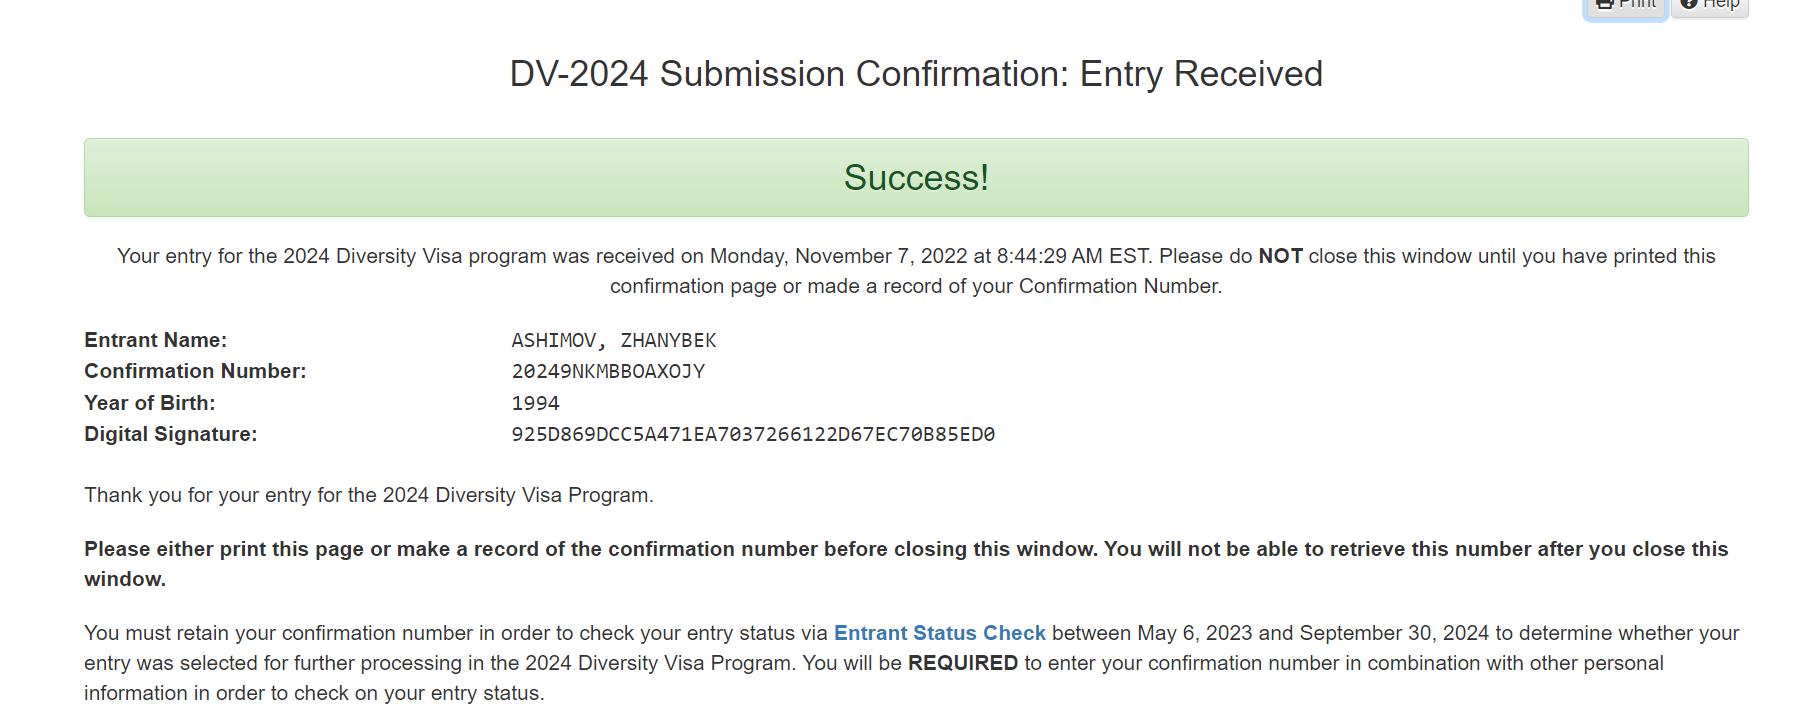 Print Help
DV-2024 Submission Confirmation: Entry Received
Success!
Your entry for the 2024 Diversity Visa program was received on Monday, November 7, 2022 at 8:44:29 AM EST. Please do NOT close this window until you have printed this
confirmation page or made a record of your Confirmation Number.
Entrant Name: ASHIMOV, ZHANYBEK
Confirmation Number: 20249NKMBBOAXOJY
Year of Birth: 1994
Digital Signature: 925D869DCC5A471EA7037266122D67EC70B85ED0
Thank you for your entry for the 2024 Diversity Visa Program.
Please either print this page or make a record of the confirmation number before closing this window. You will not be able to retrieve this number after you close this
window.
You must retain your confirmation number in order to check your entry status via Entrant Status Check between May 6, 2023 and September 30, 2024 to determine whether your
entry was selected for further processing in the 2024 Diversity Visa Program. You will be REQUIRED to enter your confirmation number in combination with other personal
information in order to check on your entry status.